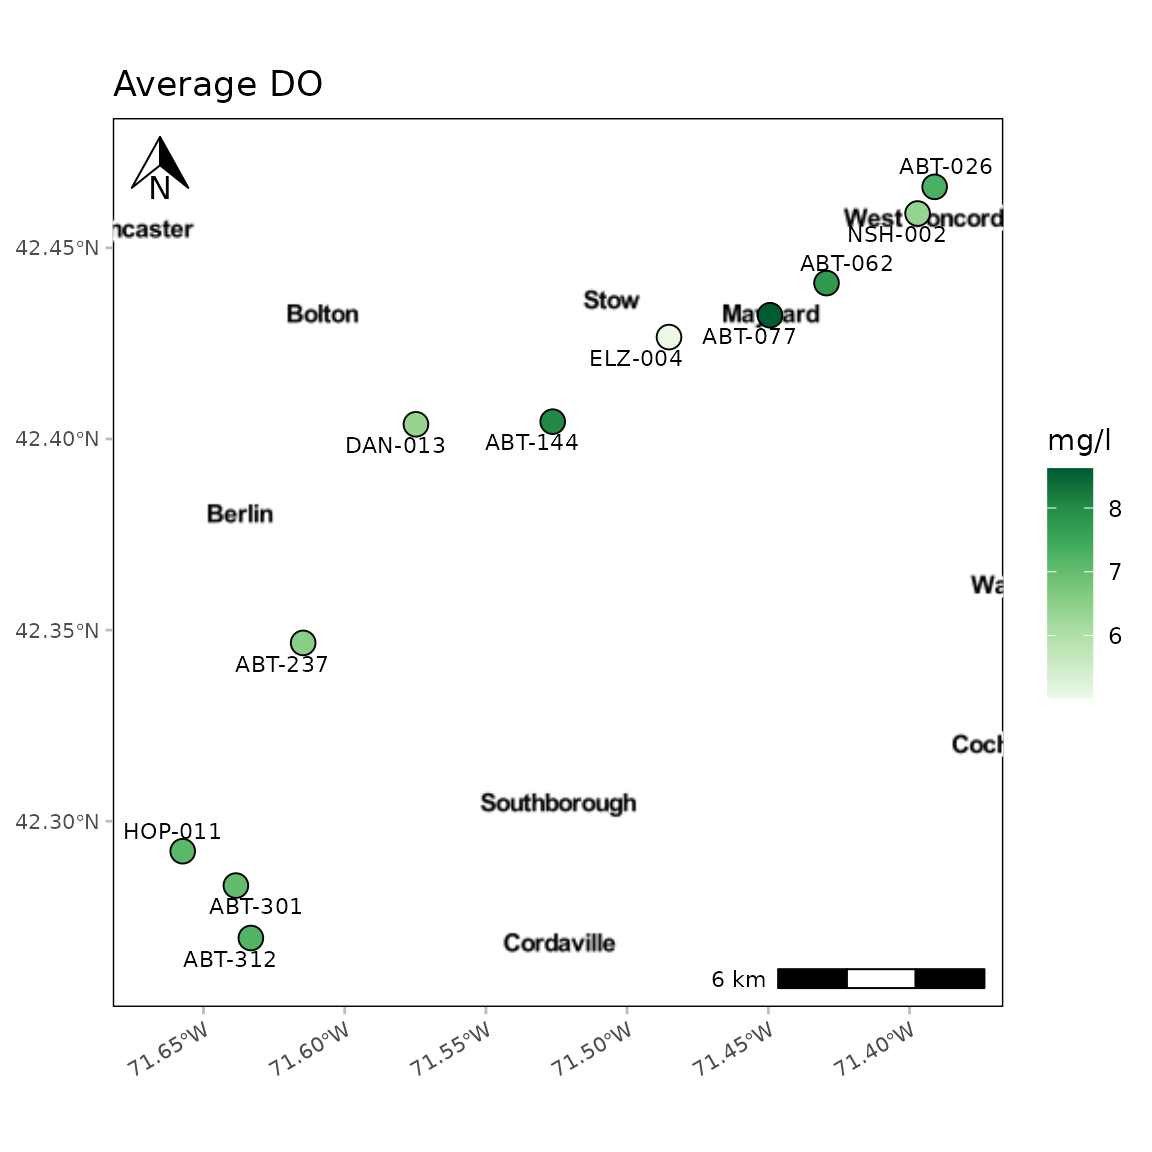 Average DO
N
ncaster
42.45°N
42.40°N
42.35°N
42.30°N
ABT-026
West Concord
NSH-002
ABT-062
Stow
Bolton
Maynard
ABT-077
ELZ-004
DAN-013
ABT-144
Berlin
mg/l
8
7
6
Wa
ABT-237
Coch
Southborough
HOP-011
ABT-301
ABT-312
Cordaville
6 km
71.65°W
71.60°W
71.55°W
71.50°W
71.45°W
71.40°W